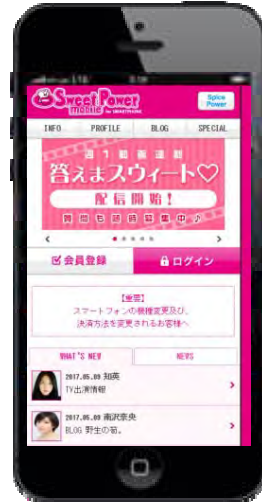 SweetPower
mobile for SMARTPHONE
Spice
Power
INFO PROFILE BLOG SPECIAL
週1動画連載
答えまスウィート♡
配信開始！
質問も随時募集中♪
会員登録
ログイン
【重要】
スマートフォンの機種変更及び、
決済方法を変更されるお客様へ
WHAT'S NEW NEWS
2017.05.09 知英
TV出演情報
2017.05.09 南沢奈央
BLOG 野生の菊。